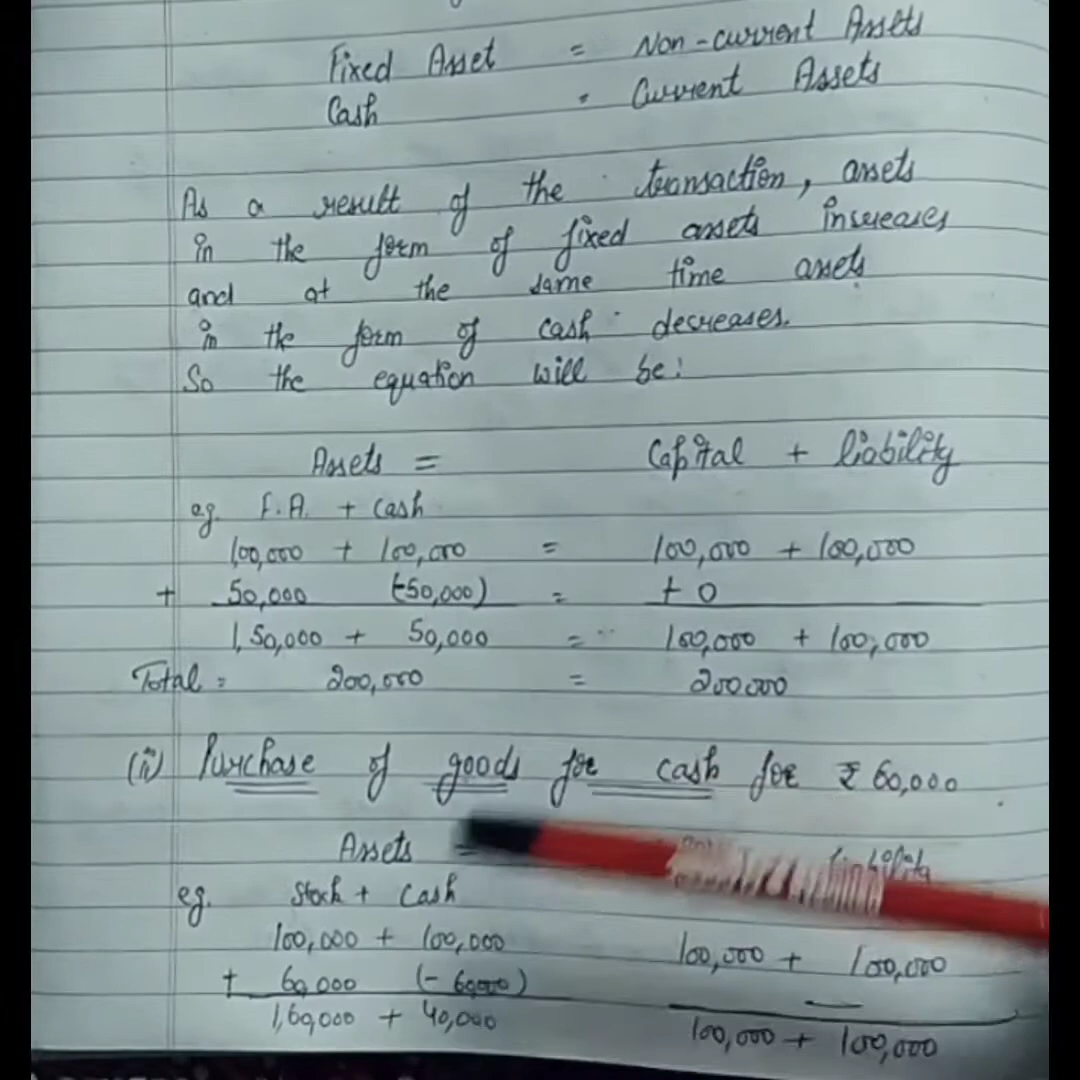 Fixed Asset = Non-current Assets
Cash = Current Assets
As a result of the transaction, assets
in the form of fixed assets increases
and at the same time assets
in the form of cash decreases.
So the equation will be:
Assets = Capital + liability
eg. F.A. + cash
100,000 + 100,000 = 100,000 + 100,000
+ 50,000 (-50,000) = + 0
1,50,000 + 50,000 = 100,000 + 100,000
Total = 200,000 = 200000
(ii) Purchase of goods for cash for ₹ 60,000
Assets = liability
eg. Stock + Cash
100,000 + 100,000 100,000 + 100,000
+ 60,000 (- 60,000) —
1,60,000 + 40,000 100,000 + 100,000